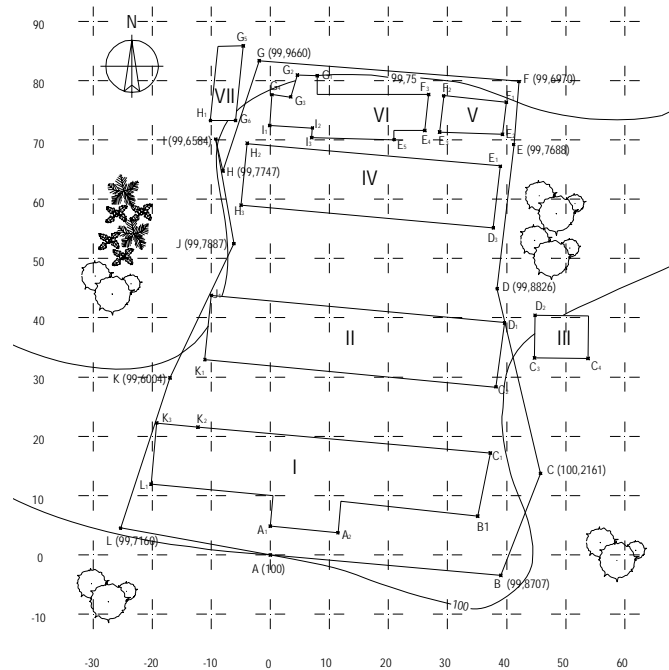 90 N
G₅
G (99,9660)
80 G₂ G₁ 99,75 F (99,6970)
G₄ G₃ F₃ F₂ F₁
VII VI V
H₁ G₆
70 I₁ I₂ I₃ E₅ E₄ E
I (99,6584) H₂ E (99,7688)
H (99,7747) E₁
IV
60 H₃
D₃
J (99,7887)
50
D (99,8826)
40 J₁ D₁ D₂
II III
K₁ C₃ C₄
30 K (99,6004) C₂
20 K₃ K₂
I C₁
C (100,2161)
10 L₁
A₁ A₂ B1
L (99,7160)
0 A (100)
B (99,8707)
100
-10
-30 -20 -10 0 10 20 30 40 50 60